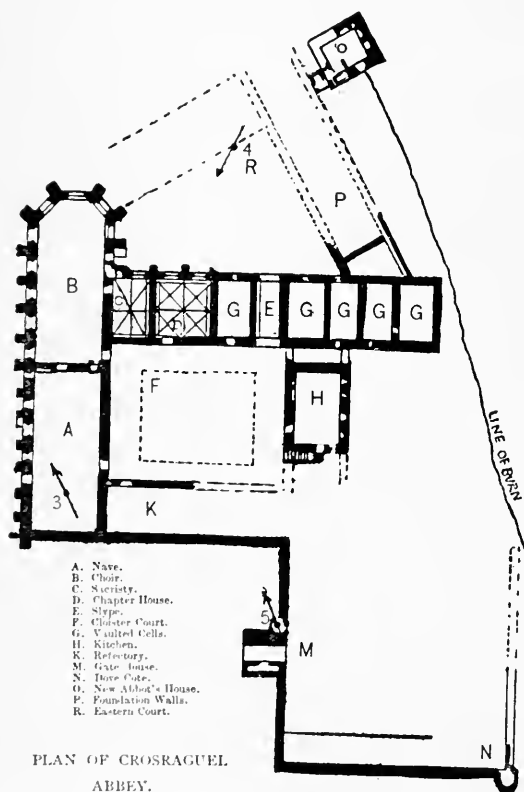 O
4
R
P
B
C
D
G
E
G
G
G
G
F
H
A
LINE OF BURN
3
K
5
M
N
A. Nave.
B. Choir.
C. Sacristy.
D. Chapter House.
E. Slype.
F. Cloister Court.
G. Vaulted Cells.
H. Kitchen.
K. Refectory.
M. Gate House.
N. Dove Cote.
O. New Abbot's House.
P. Foundation Walls.
R. Eastern Court.
PLAN OF CROSRAGUEL
ABBEY.